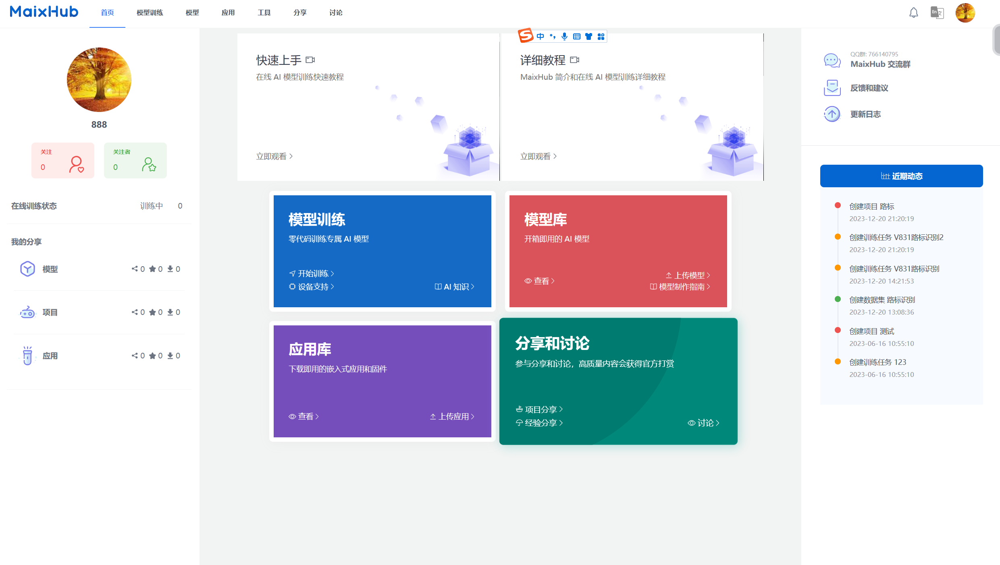 MaixHub
首页
模型训练
模型
应用
工具
分享
讨论
En 文
888
关注
0
关注者
0
在线训练状态
训练中 0
我的分享
模型
0 0 0
项目
0 0 0
应用
0 0 0
快速上手
在线 AI 模型训练快速教程
立即观看
S 中
详细教程
MaixHub 简介和在线 AI 模型训练详细教程
立即观看
模型训练
零代码训练专属 AI 模型
开始训练
设备支持
AI 知识
模型库
开箱即用的 AI 模型
查看
上传模型
模型制作指南
应用库
下载即用的嵌入式应用和固件
查看
上传应用
分享和讨论
参与分享和讨论，高质量内容会获得官方打赏
项目分享
经验分享
讨论
QQ群: 766140795
MaixHub 交流群
反馈和建议
更新日志
近期动态
创建项目 路标
2023-12-20 21:20:19
创建训练任务 V831路标识别2
2023-12-20 21:20:19
创建训练任务 V831路标识别
2023-12-20 14:21:53
创建数据集 路标识别
2023-12-20 13:08:36
创建项目 测试
2023-06-16 10:55:10
创建训练任务 123
2023-06-16 10:55:10